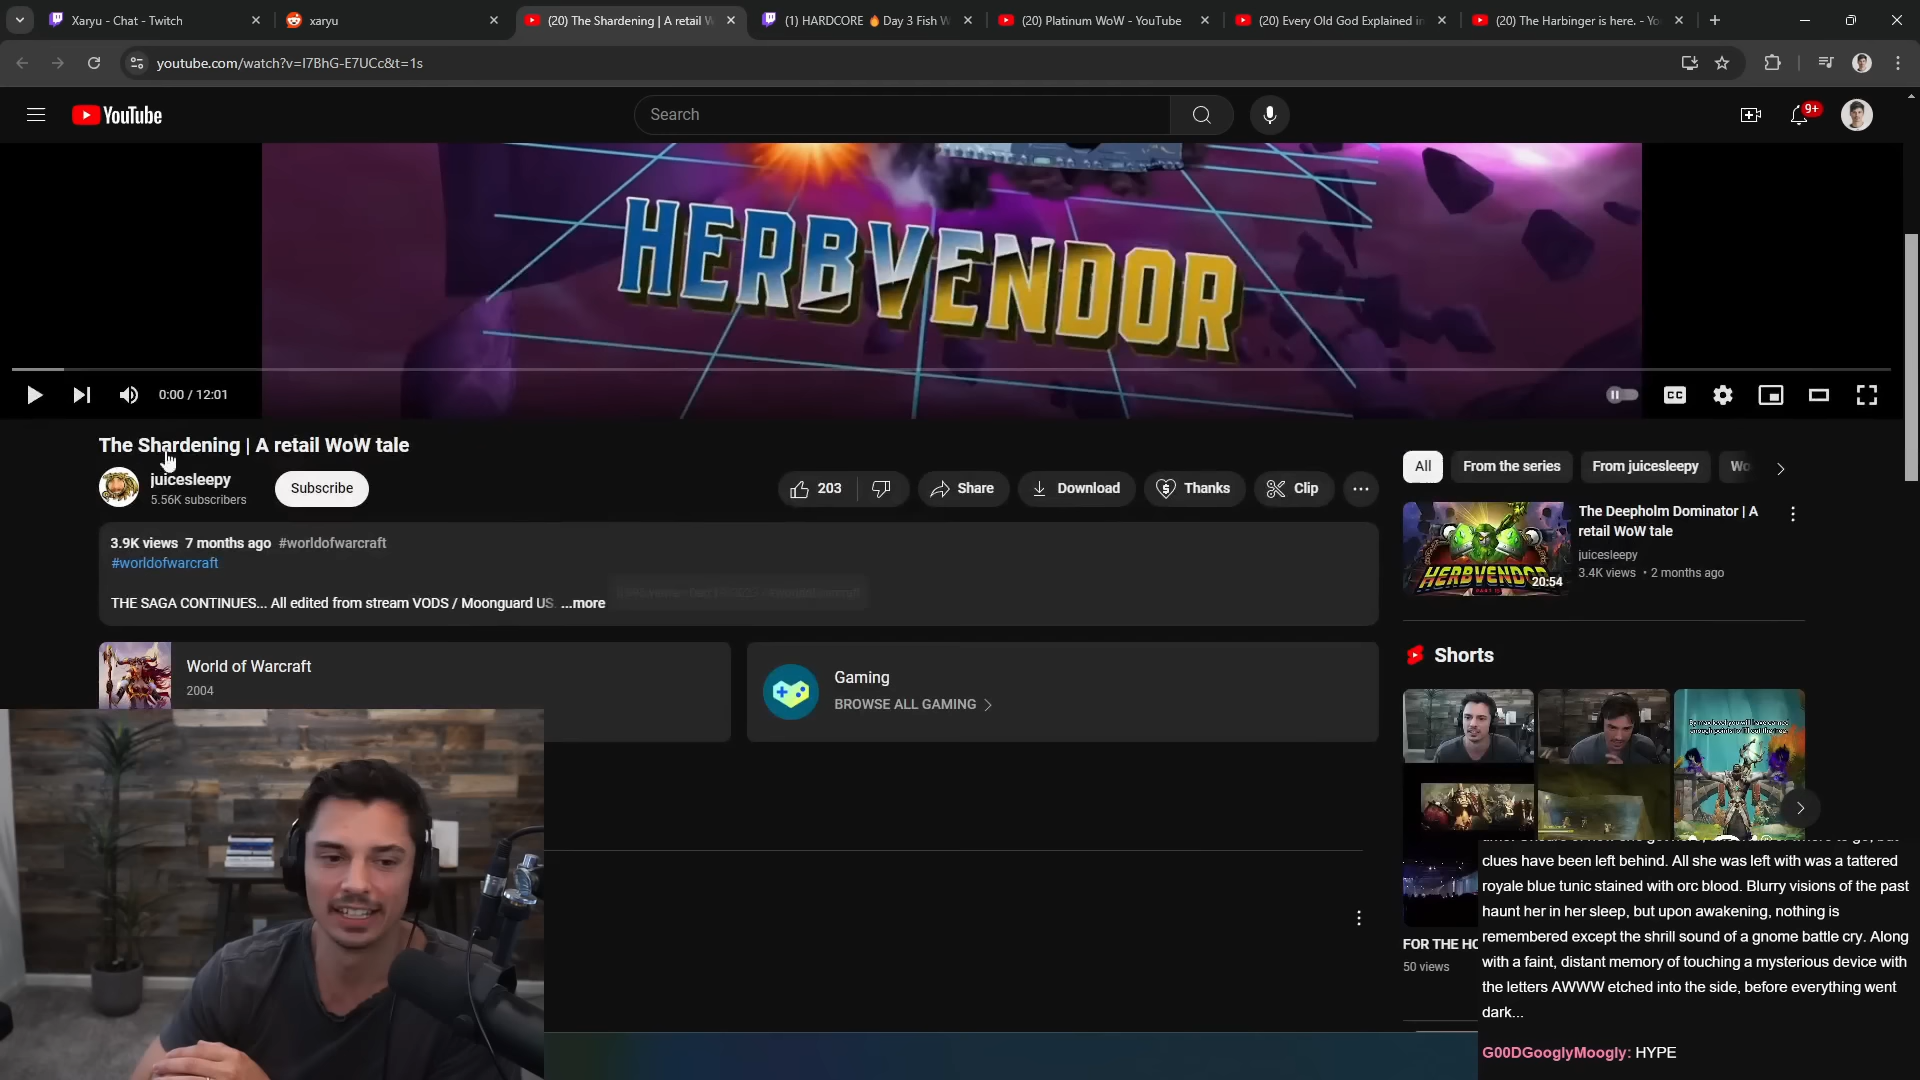 Xaryu - Chat - Twitch
xaryu
(20) The Shardening | A retail W
(1) HARDCORE 🔥 Day 3 Fish W
(20) Platinum WoW - YouTube
(20) Every Old God Explained in
(20) The Harbinger is here. - Yo
youtube.com/watch?v=I7BhG-E7UCc&t=1s
YouTube
Search
9+
HERBVENDOR
0:00 / 12:01
CC
The Shardening | A retail WoW tale
juicesleepy
5.56K subscribers
Subscribe
203
Share
Download
Thanks
Clip
3.9K views 7 months ago #worldofwarcraft
#worldofwarcraft
THE SAGA CONTINUES... All edited from stream VODS / Moonguard US ...more
World of Warcraft
2004
Gaming
BROWSE ALL GAMING
All
From the series
From juicesleepy
Wo
HERBVENDOR
PART II
20:54
The Deepholm Dominator | A
retail WoW tale
juicesleepy
3.4K views • 2 months ago
Shorts
FOR THE HO
50 views
clues have been left behind. All she was left with was a tattered
royale blue tunic stained with orc blood. Blurry visions of the past
haunt her in her sleep, but upon awakening, nothing is
remembered except the shrill sound of a gnome battle cry. Along
with a faint, distant memory of touching a mysterious device with
the letters AWWW etched into the side, before everything went
dark...
G00DGooglyMoogly: HYPE